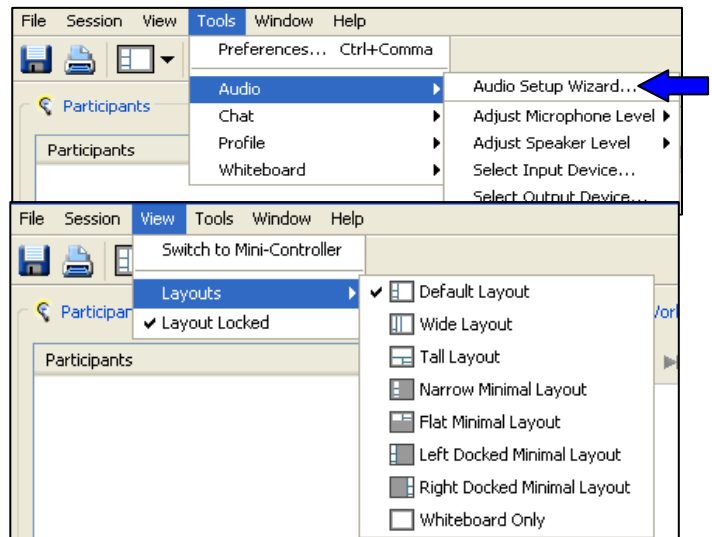 File Session View Tools Window Help
Preferences... Ctrl+Comma
Audio
Audio Setup Wizard...
Participants
Chat
Adjust Microphone Level
Participants
Profile
Adjust Speaker Level
Whiteboard
Select Input Device...
Select Output Device...
File Session View Tools Window Help
Switch to Mini-Controller
Layouts
Default Layout
Participan
Layout Locked
Wide Layout
Participants
Tall Layout
Narrow Minimal Layout
Flat Minimal Layout
Left Docked Minimal Layout
Right Docked Minimal Layout
Whiteboard Only